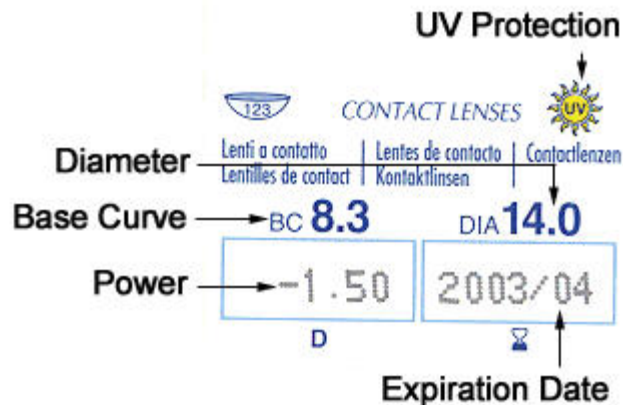 UV Protection
123 CONTACT LENSES UV
Lenti a contatto | Lentes de contacto | Contactlenzen
Lentilles de contact | Kontaktlinsen
Diameter
Base Curve BC 8.3 DIA 14.0
Power -1.50 2003/04
D
Expiration Date